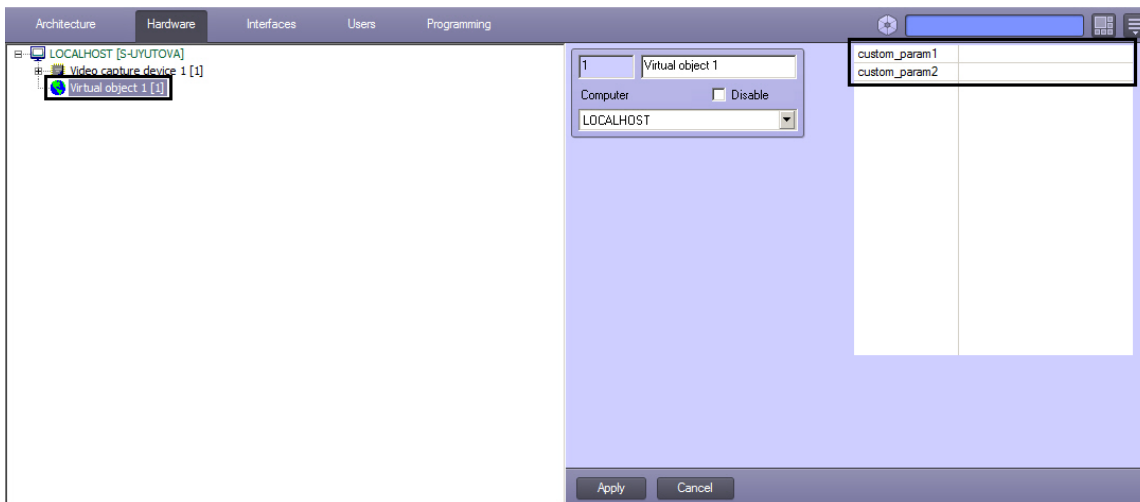 Architecture Hardware Interfaces Users Programming
LOCALHOST [S-UYUTOVA]
Video capture device 1 [1]
Virtual object 1 [1]
1 Virtual object 1
Computer Disable
LOCALHOST
custom_param1
custom_param2
Apply Cancel